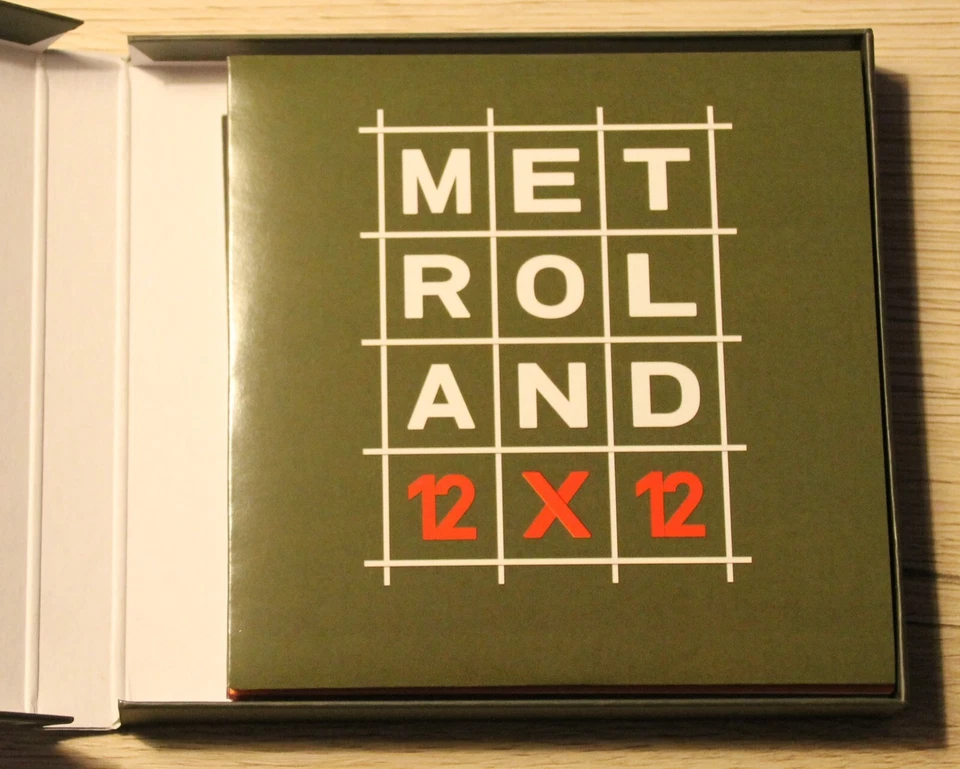 MET
ROL
AND
12 X 12